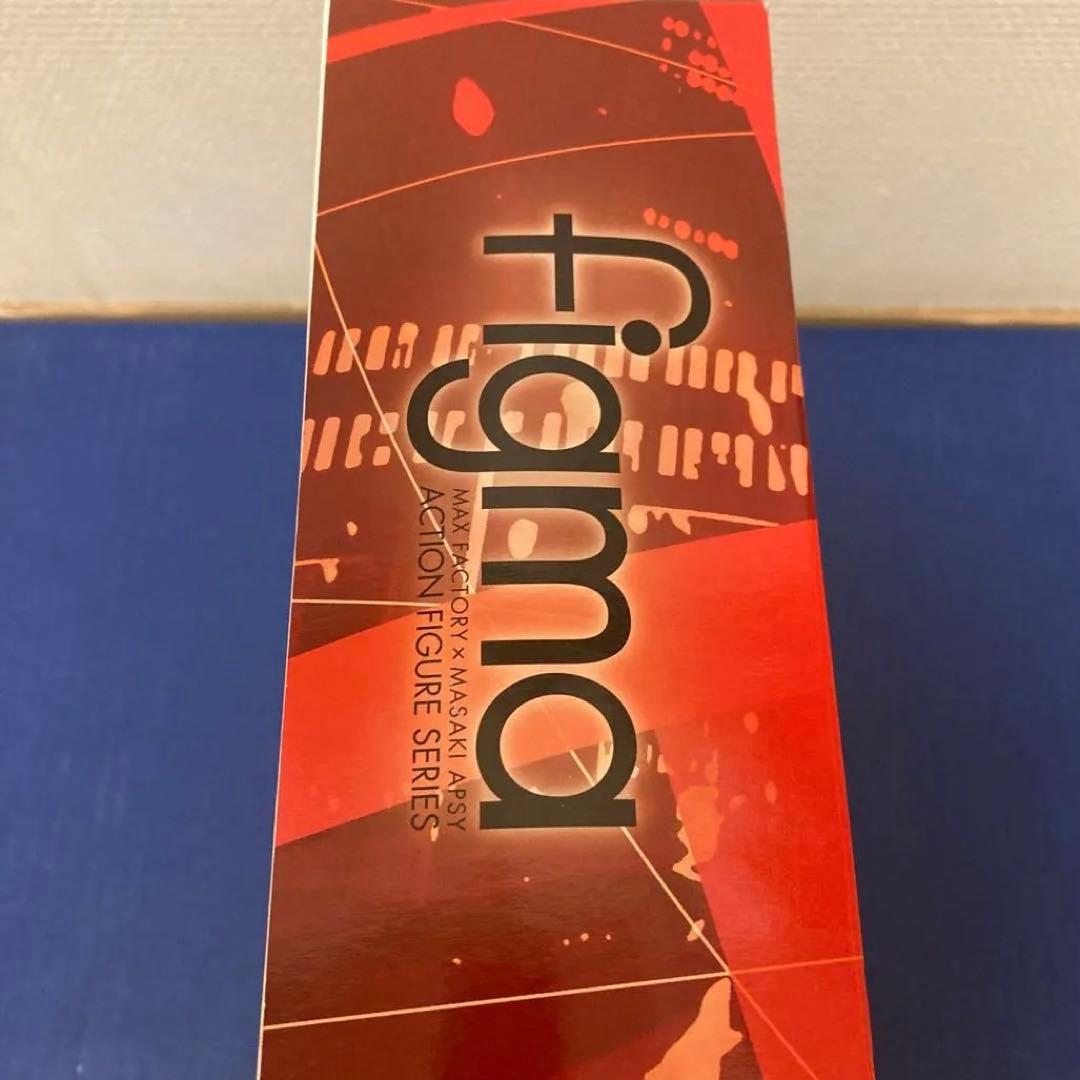 figma
MAX FACTORY × MASAKI APSY
ACTION FIGURE SERIES